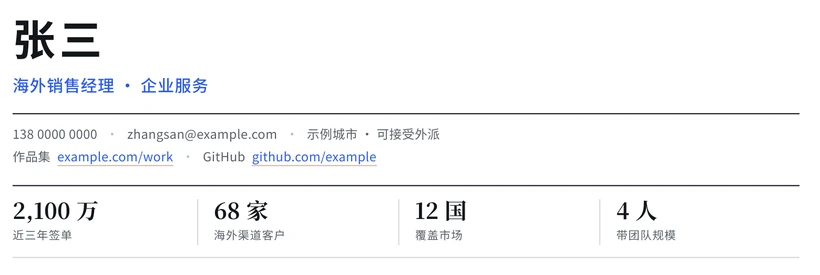 张三
海外销售经理 • 企业服务
138 0000 0000 • zhangsan@example.com • 示例城市 • 可接受外派
作品集 example.com/work • GitHub github.com/example
2,100 万 68 家 12 国 4 人
近三年签单 海外渠道客户 覆盖市场 带团队规模